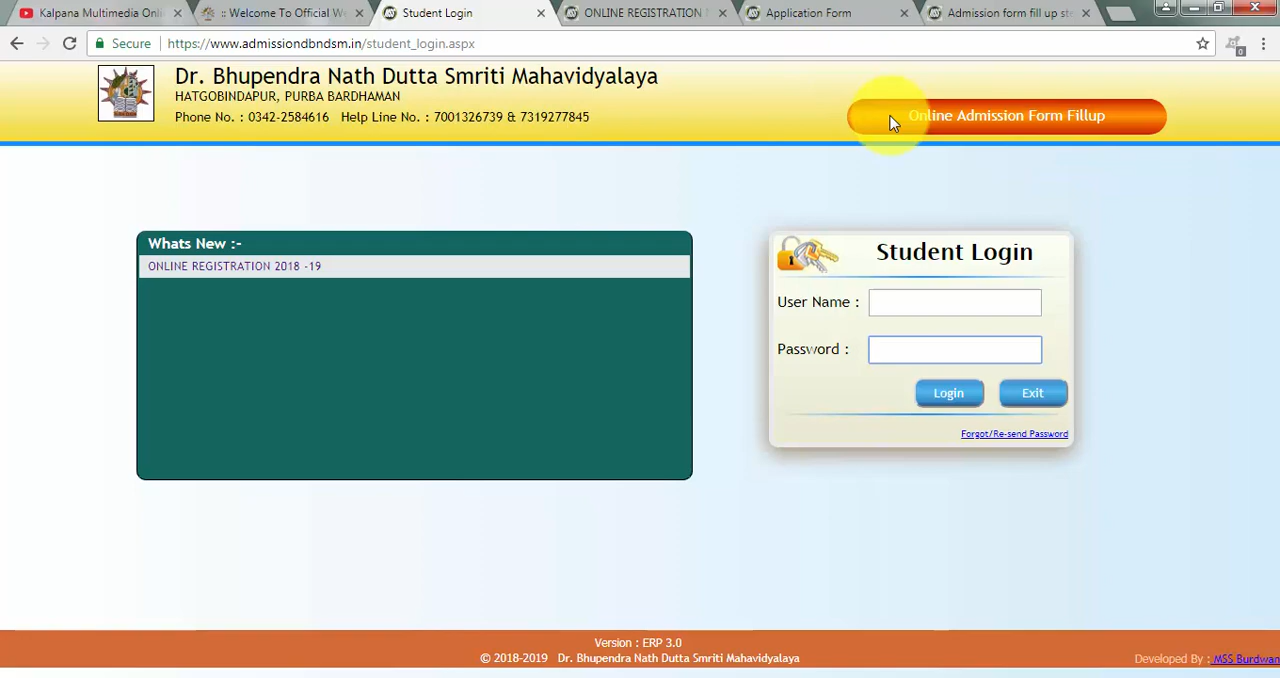 Kalpana Multimedia Onli
:: Welcome To Official We
Student Login
ONLINE REGISTRATION N
Application Form
Admission form fill up ste
Secure
https://www.admissiondbndsm.in/student_login.aspx
0
Dr. Bhupendra Nath Dutta Smriti Mahavidyalaya
HATGOBINDAPUR, PURBA BARDHAMAN
Phone No. : 0342-2584616 Help Line No. : 7001326739 & 7319277845
Online Admission Form Fillup
Whats New :-
ONLINE REGISTRATION 2018 -19
Student Login
User Name :
Password :
Login
Exit
Forgot/Re-send Password
Version : ERP 3.0
© 2018-2019 Dr. Bhupendra Nath Dutta Smriti Mahavidyalaya
Developed By : MSS Burdwan